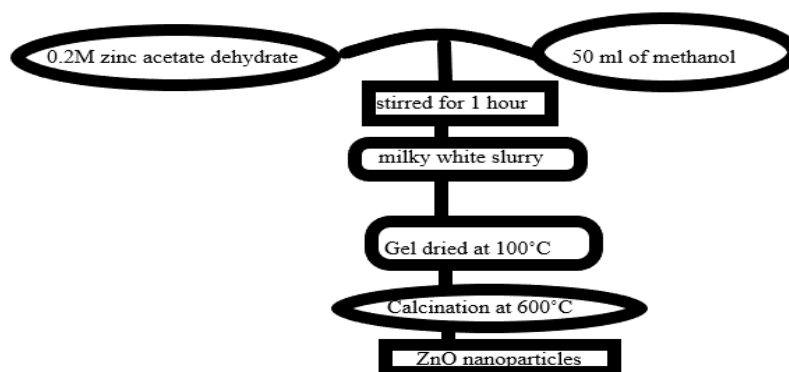 0.2M zinc acetate dehydrate
50 ml of methanol
stirred for 1 hour
milky white slurry
Gel dried at 100°C
Calcination at 600°C
ZnO nanoparticles